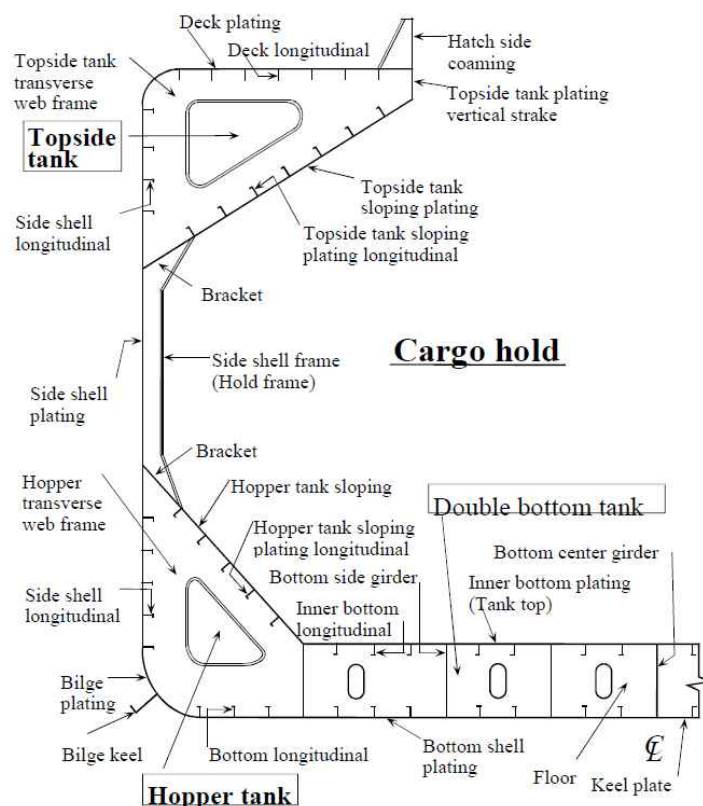 Deck plating
Deck longitudinal
Hatch side
coaming
Topside tank
transverse
web frame
Topside tank plating
vertical strake
Topside
tank
Topside tank
sloping plating
Side shell
longitudinal
Topside tank sloping
plating longitudinal
Bracket
Cargo hold
Side shell frame
(Hold frame)
Side shell
plating
Bracket
Hopper tank sloping
Hopper
transverse
web frame
Double bottom tank
Hopper tank sloping
plating longitudinal
Bottom center girder
Bottom side girder
Inner bottom plating
(Tank top)
Side shell
longitudinal
Inner bottom
longitudinal
Bilge
plating
Bilge keel
Bottom longitudinal
Bottom shell
plating
Floor
℄
Keel plate
Hopper tank